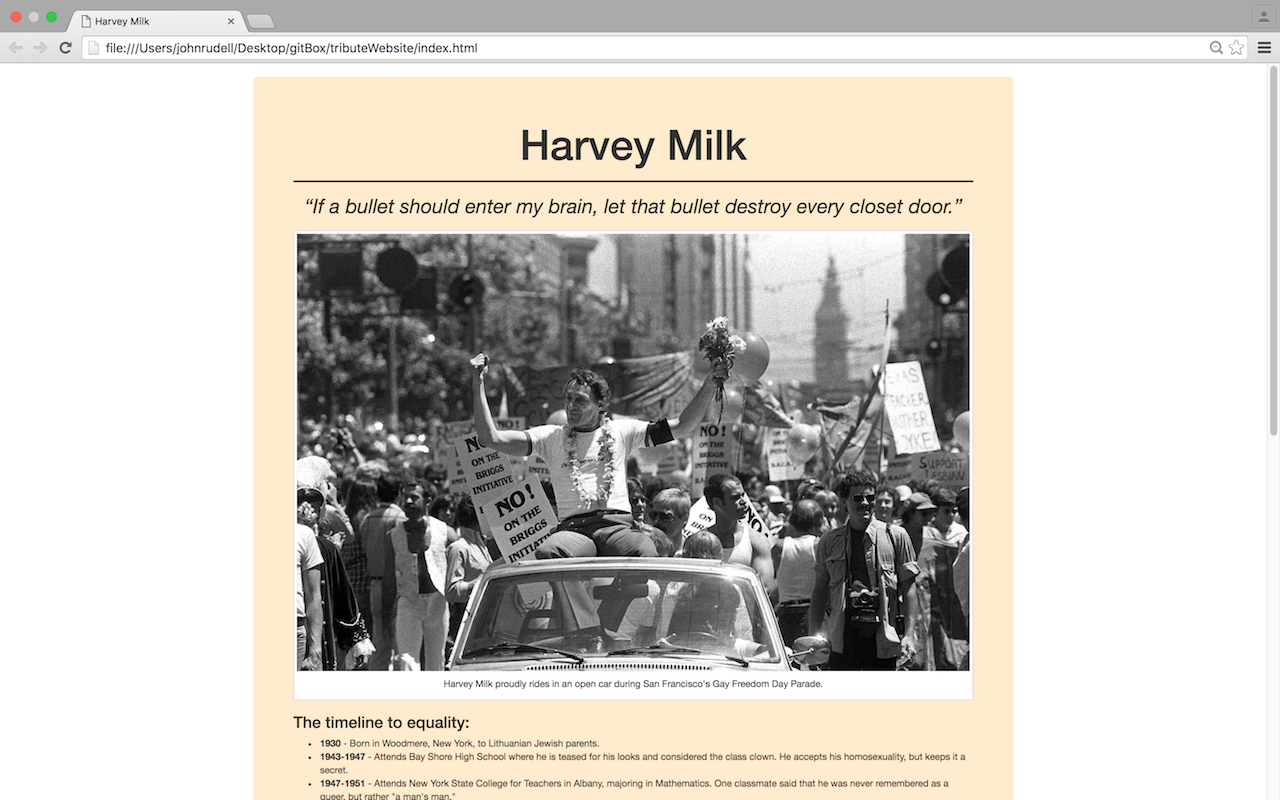 Harvey Milk
file:///Users/johnrudell/Desktop/gitBox/tributeWebsite/index.html
Harvey Milk
“If a bullet should enter my brain, let that bullet destroy every closet door.”
TEACHER
MOTHER
DYKE
NO!
ON THE
BRIGGS
INITIATIVE
NO!
ON THE
BRIGGS
INITIATIVE
NO!
ON THE
BRIGGS
SUPPORT
LESBIAN
ON
NO
Harvey Milk proudly rides in an open car during San Francisco's Gay Freedom Day Parade.
The timeline to equality:
• 1930 - Born in Woodmere, New York, to Lithuanian Jewish parents.
• 1943-1947 - Attends Bay Shore High School where he is teased for his looks and considered the class clown. He accepts his homosexuality, but keeps it a
secret.
• 1947-1951 - Attends New York State College for Teachers in Albany, majoring in Mathematics. One classmate said that he was never remembered as a
queer, but rather "a man's man."